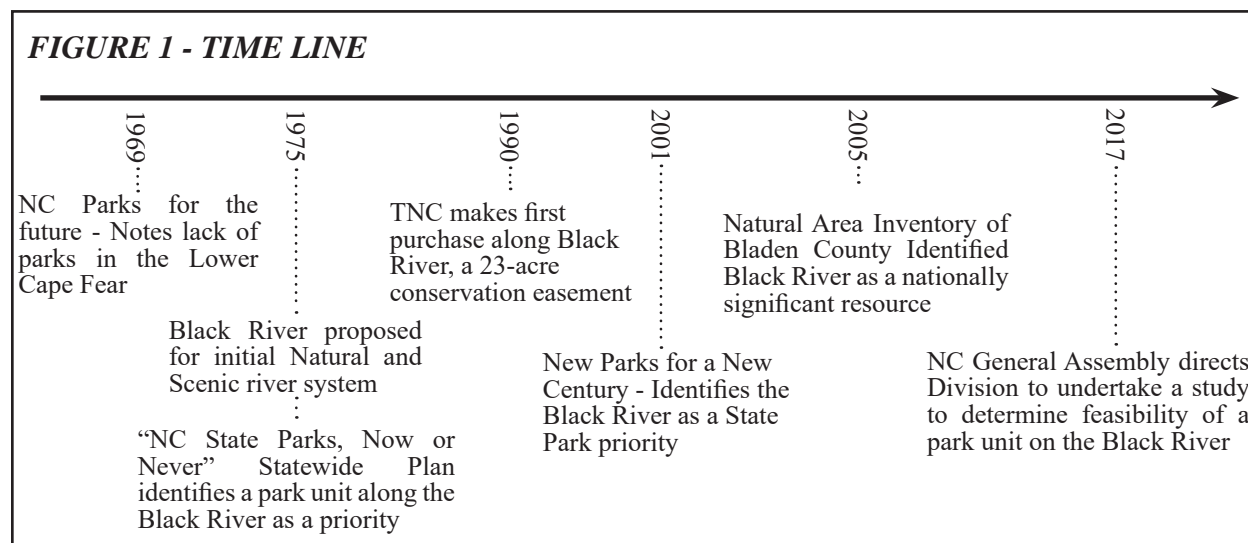 FIGURE 1 - TIME LINE
1969
NC Parks for the
future - Notes lack of
parks in the Lower
Cape Fear
1975
Black River proposed
for initial Natural and
Scenic river system
“NC State Parks, Now or
Never” Statewide Plan
identifies a park unit along the
Black River as a priority
1990
TNC makes first
purchase along Black
River, a 23-acre
conservation easement
2001
New Parks for a New
Century - Identifies the
Black River as a State
Park priority
2005
Natural Area Inventory of
Bladen County Identified
Black River as a nationally
significant resource
2017
NC General Assembly directs
Division to undertake a study
to determine feasibility of a
park unit on the Black River